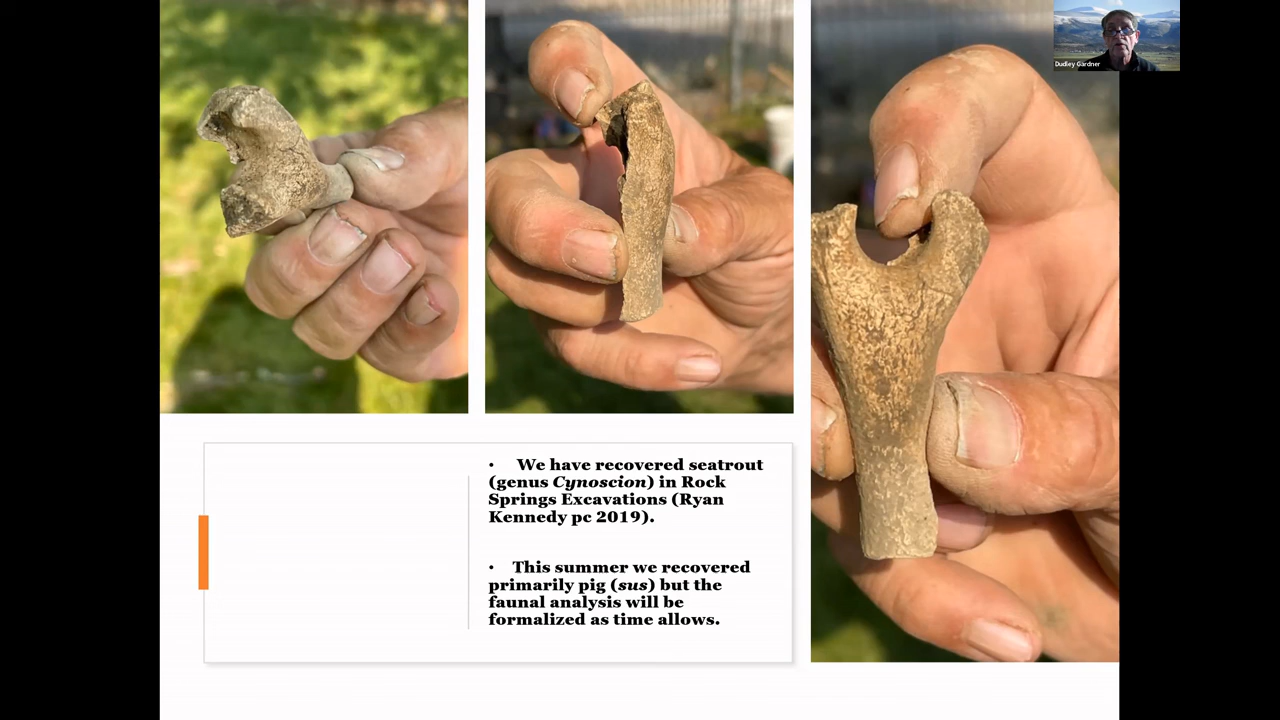 Dudley Gardner
• We have recovered seatrout
(genus Cynoscion) in Rock
Springs Excavations (Ryan
Kennedy pc 2019).
• This summer we recovered
primarily pig (sus) but the
faunal analysis will be
formalized as time allows.